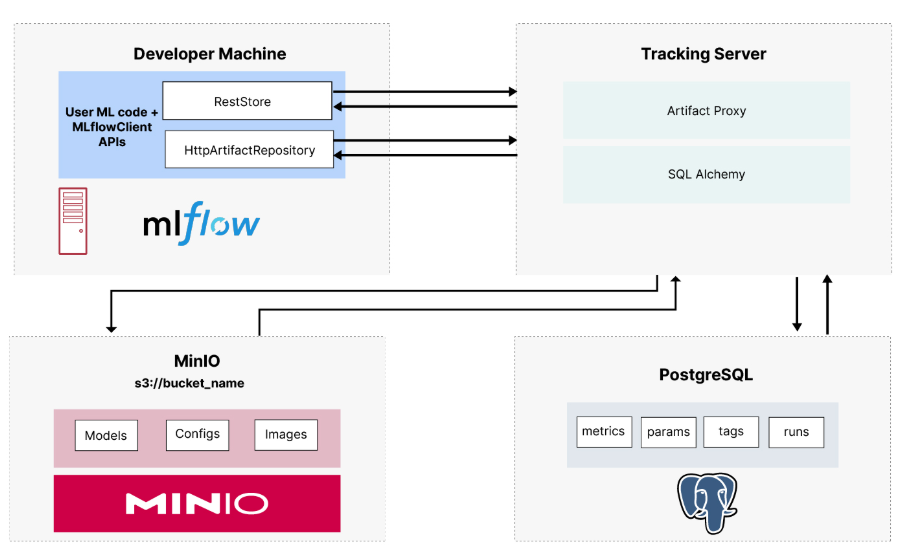 Developer Machine
User ML code +
MLflowClient
APIs
RestStore
HttpArtifactRepository
mlflow
Tracking Server
Artifact Proxy
SQL Alchemy
MinIO
s3://bucket_name
Models
Configs
Images
MINIO
PostgreSQL
metrics
params
tags
runs